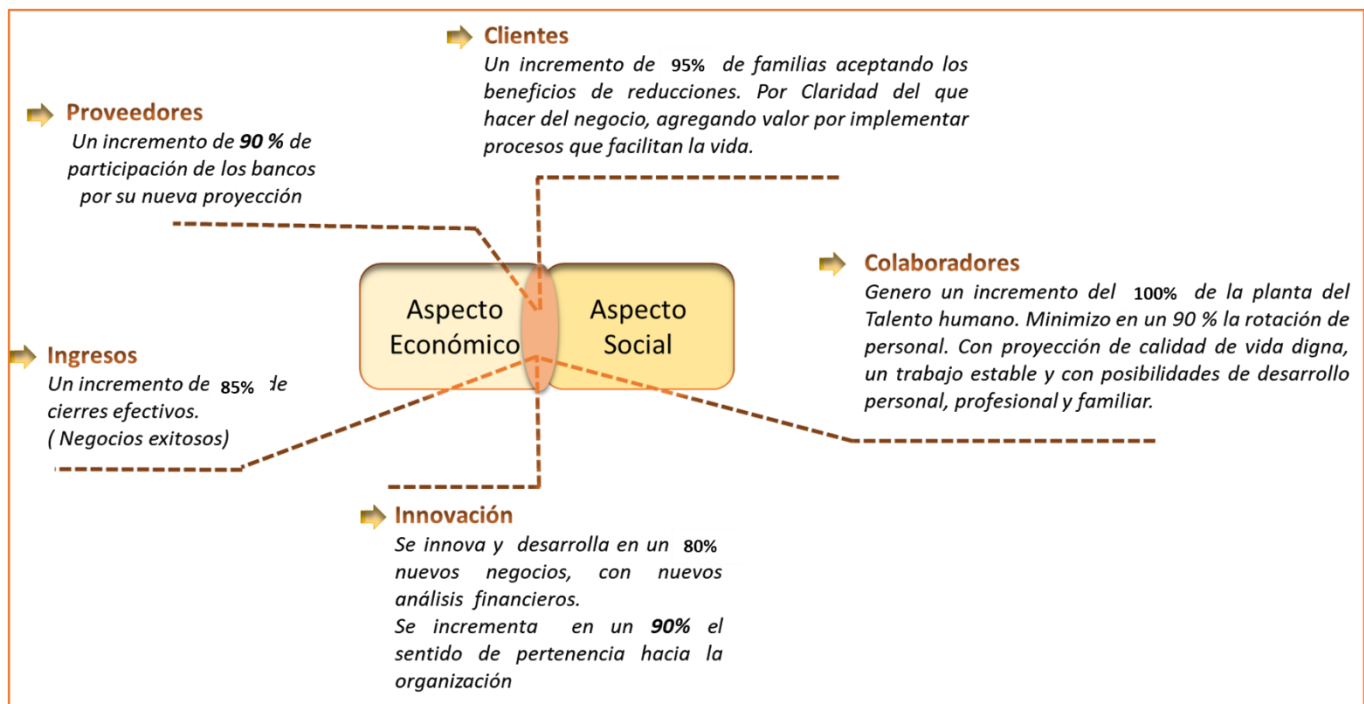 Clientes
Un incremento de 95% de familias aceptando los
beneficios de reducciones. Por Claridad del que
hacer del negocio, agregando valor por implementar
procesos que facilitan la vida.
Proveedores
Un incremento de 90 % de
participación de los bancos
por su nueva proyección
Aspecto
Económico
Aspecto
Social
Colaboradores
Genero un incremento del 100% de la planta del
Talento humano. Minimizo en un 90 % la rotación de
personal. Con proyección de calidad de vida digna,
un trabajo estable y con posibilidades de desarrollo
personal, profesional y familiar.
Ingresos
Un incremento de 85% de
cierres efectivos.
( Negocios exitosos)
Innovación
Se innova y desarrolla en un 80%
nuevos negocios, con nuevos
análisis financieros.
Se incrementa en un 90% el
sentido de pertenencia hacia la
organización